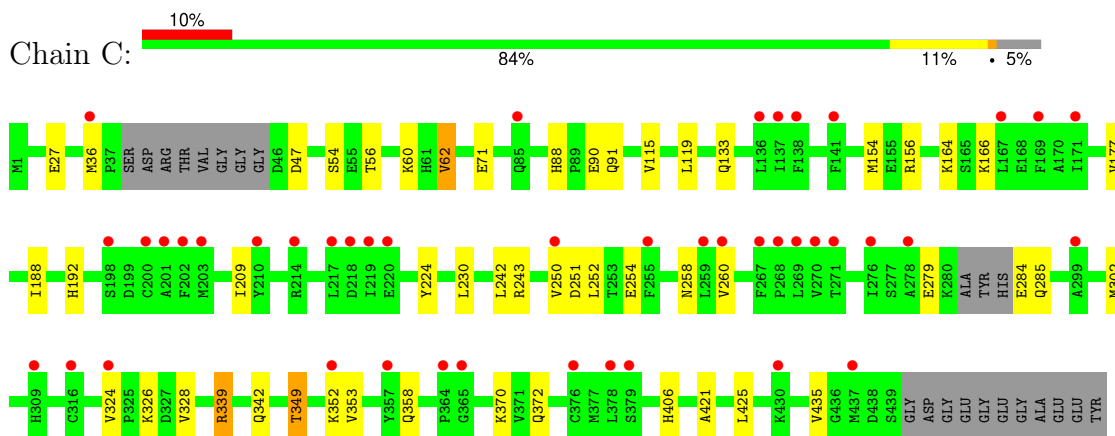 10%
Chain C:
84% 11% • 5%
M1 E27 M36 P37 SER ASP ARG THR VAL GLY GLY GLY D46 D47 S54 E55 T56 K60 H61 V62 E71 Q85 H88 P89 E90 Q91 V115 L119 Q133 L136 I137 F138 F141 M154 E155 R156 K164 S165 K166 L167 E168 F169 A170 I171
I188 H192 S198 D199 C200 A201 F202 M203 I209 Y210 R214 L217 D218 I219 E220 Y224 L230 L242 R243 V250 D251 L252 T253 E254 F255 N258 L259 V260 F267 P268 L269 V270 T271 I276 S277 A278 E279 K280 ALA TYR HIS E284 Q285 A299
H309 C316 V324 P325 K326 D327 V328 R339 Q342 T349 K352 V353 Y357 Q358 P364 G365 K370 V371 Q372 C376 M377 L378 S379 H406 A421 L425 K430 V435 G436 M437 D438 S439 GLY ASP GLY GLU GLY GLU GLY ALA GLU GLU TYR